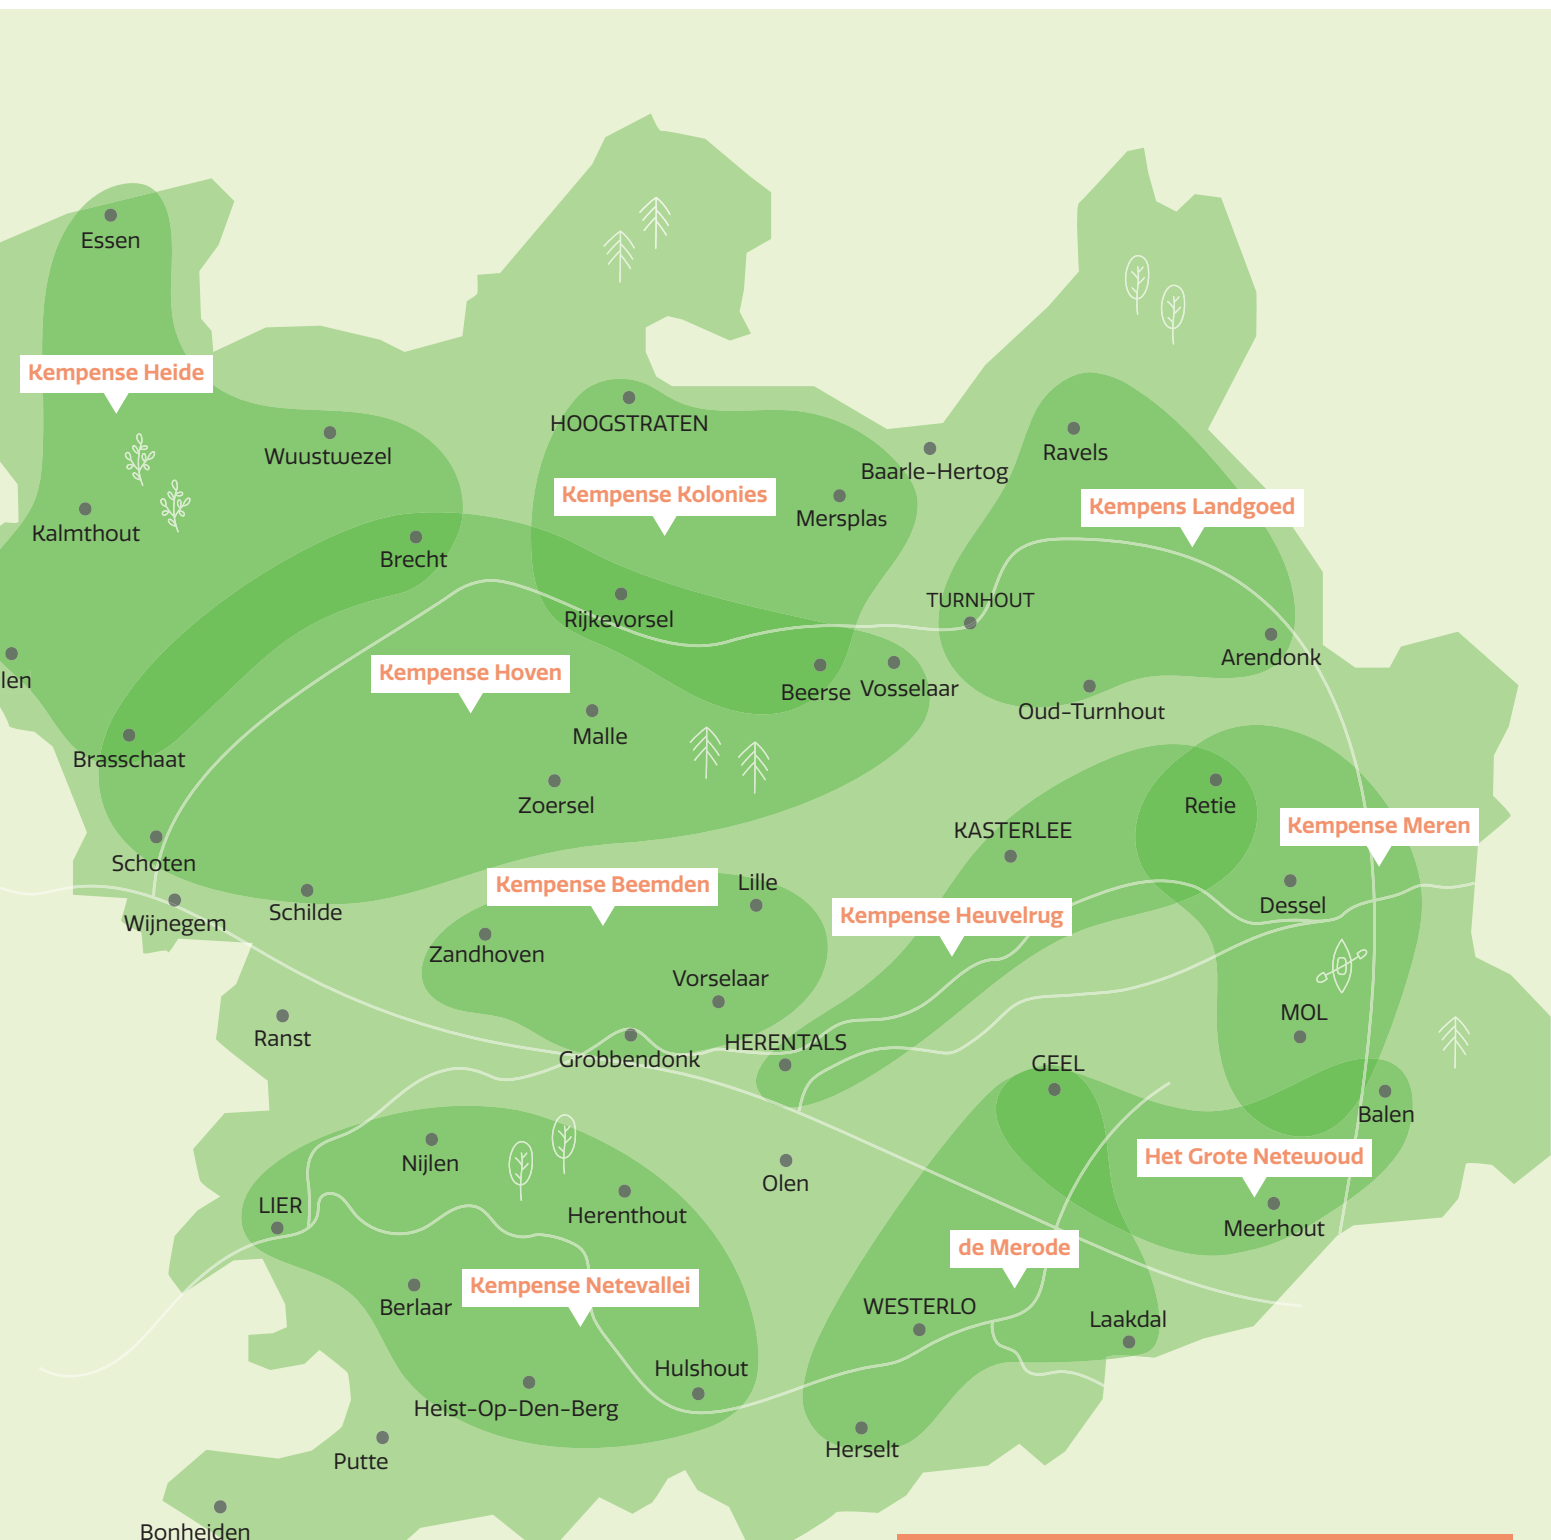 Essen
Kempense Heide
HOOGSTRATEN
Wuustwezel
Ravels
Baarle-Hertog
Kempense Kolonies
Kempens Landgoed
Mersplas
Kalmthout
Brecht
TURNHOUT
Rijkevorsel
Arendonk
Kempense Hoven
len
Beerse
Vosselaar
Oud-Turnhout
Malle
Brasschaat
Zoersel
Retie
Kempense Meren
KASTERLEE
Schoten
Kempense Beemden
Lille
Dessel
Schilde
Kempense Heuvelrug
Wijnegem
Zandhoven
Vorselaar
MOL
Ranst
HERENTALS
Grobbendonk
GEEL
Balen
Nijlen
Het Grote Netewoud
Olen
LIER
Herenthout
Meerhout
de Merode
Kempense Netevallei
Berlaar
WESTERLO
Laakdal
Hulshout
Heist-Op-Den-Berg
Herselt
Putte
Bonheiden